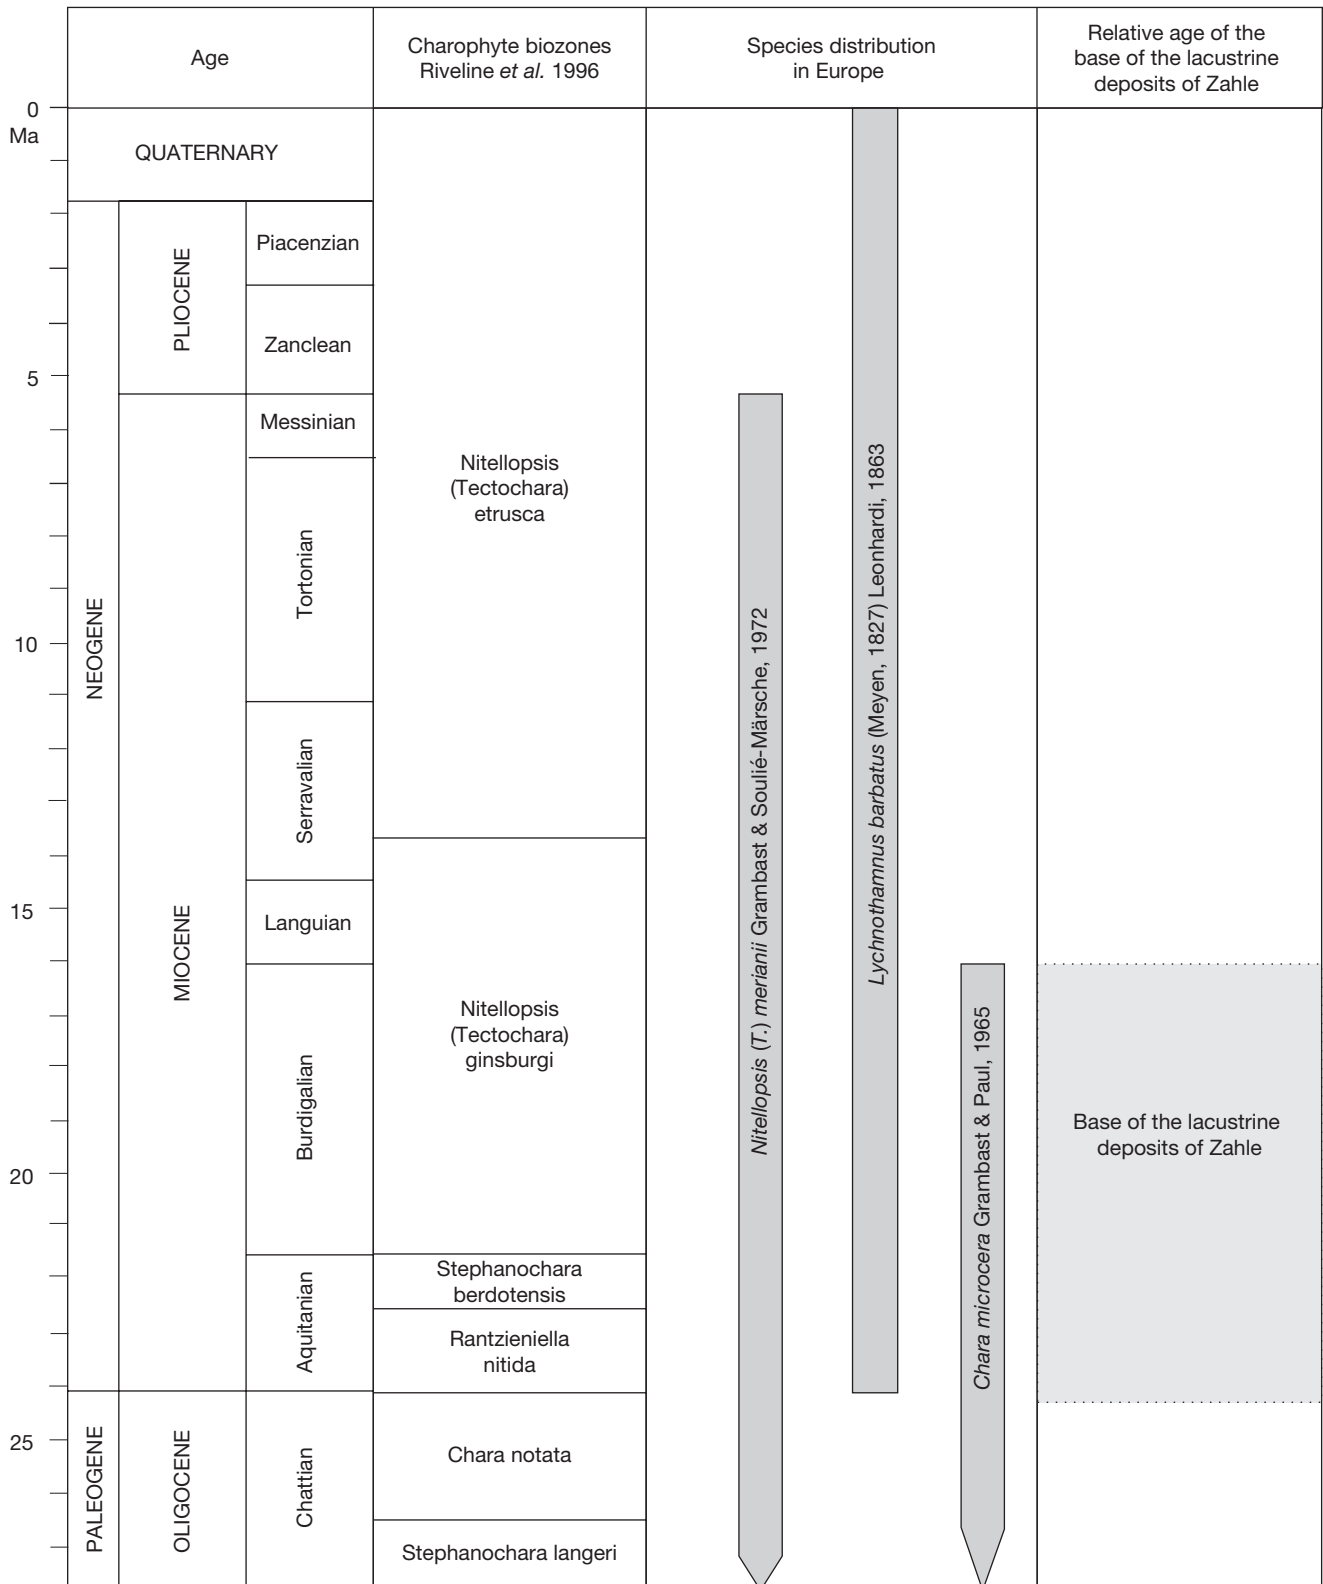 Age
Charophyte biozones
Riveline et al. 1996
Species distribution
in Europe
Relative age of the
base of the lacustrine
deposits of Zahle
0
Ma
QUATERNARY
NEOGENE
PLIOCENE
Piacenzian
Zanclean
5
MIOCENE
Messinian
Tortonian
10
Serravalian
Languian
15
Burdigalian
20
Aquitanian
PALEOGENE
OLIGOCENE
Chattian
25
Nitellopsis
(Tectochara)
etrusca
Nitellopsis
(Tectochara)
ginsburgi
Stephanochara
berdotensis
Rantzieniella
nitida
Chara notata
Stephanochara langeri
Nitellopsis (T.) merianii Grambast & Soulié-Märsche, 1972
Lychnothamnus barbatus (Meyen, 1827) Leonhardi, 1863
Chara microcera Grambast & Paul, 1965
Base of the lacustrine
deposits of Zahle